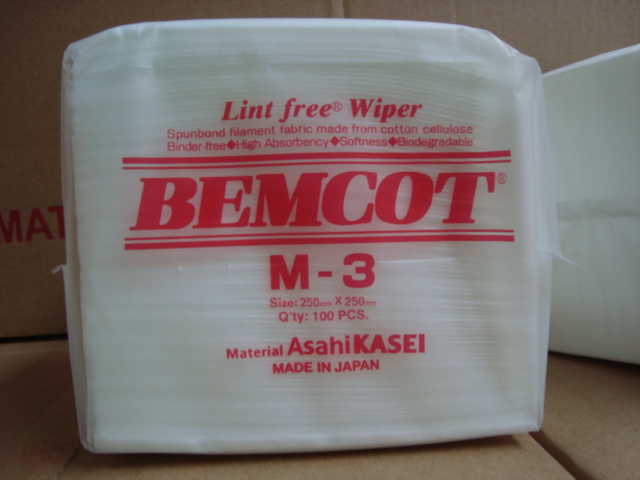 Lint free® Wiper
Spunbond filament fabric made from cotton cellulose
Binder-free◆High Absorbency◆Softness◆Biodegradable
BEMCOT®
M-3
Size: 250mm X 250mm
Q'ty: 100 PCS.
Material AsahiKASEI
MADE IN JAPAN
MAT